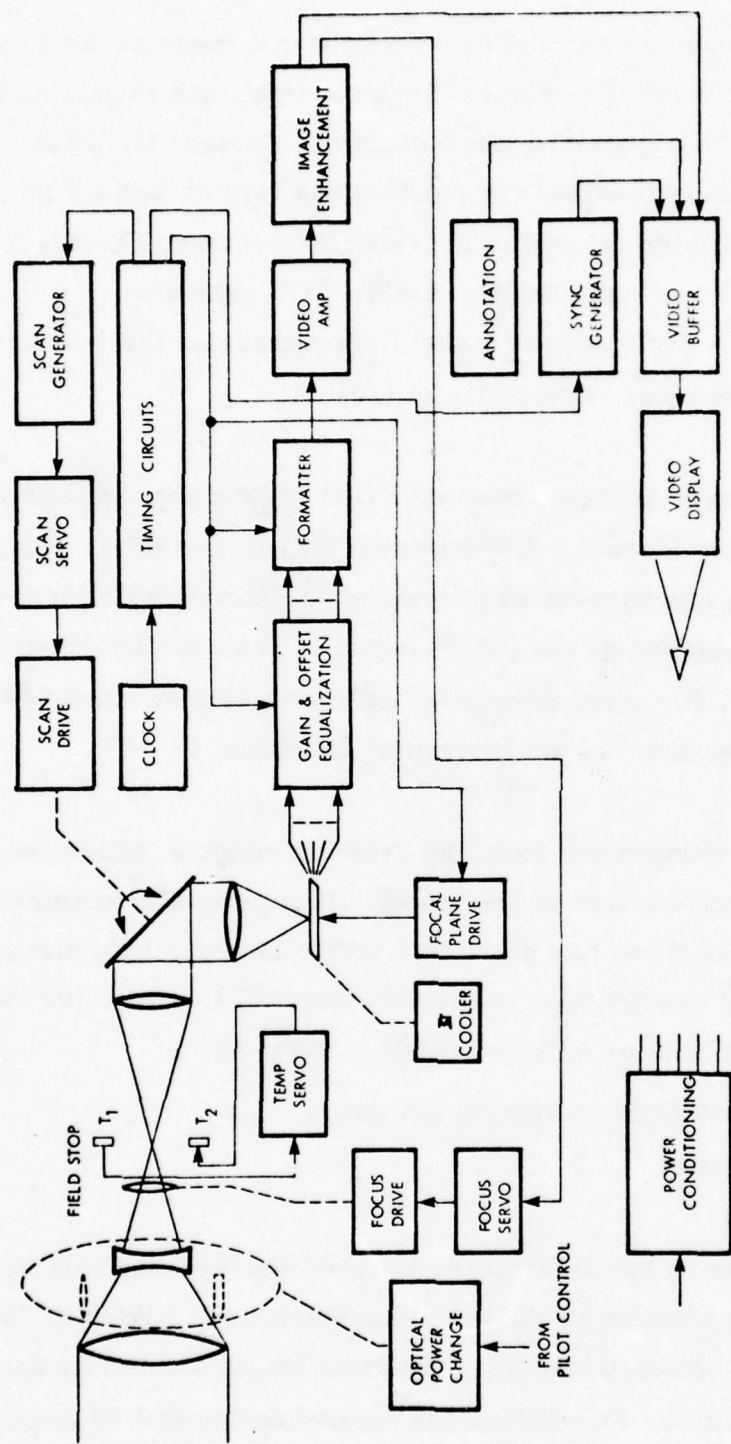 SCAN
DRIVE
SCAN
SERVO
SCAN
GENERATOR
FIELD STOP
T1
T2
CLOCK
TIMING CIRCUITS
TEMP
SERVO
GAIN & OFFSET
EQUALIZATION
FORMATTER
VIDEO
AMP
IMAGE
ENHANCEMENT
FOCUS
DRIVE
FOCUS
SERVO
COOLER
FOCAL
PLANE
DRIVE
OPTICAL
POWER
CHANGE
FROM
PILOT CONTROL
ANNOTATION
SYNC
GENERATOR
POWER
CONDITIONING
VIDEO
DISPLAY
VIDEO
BUFFER